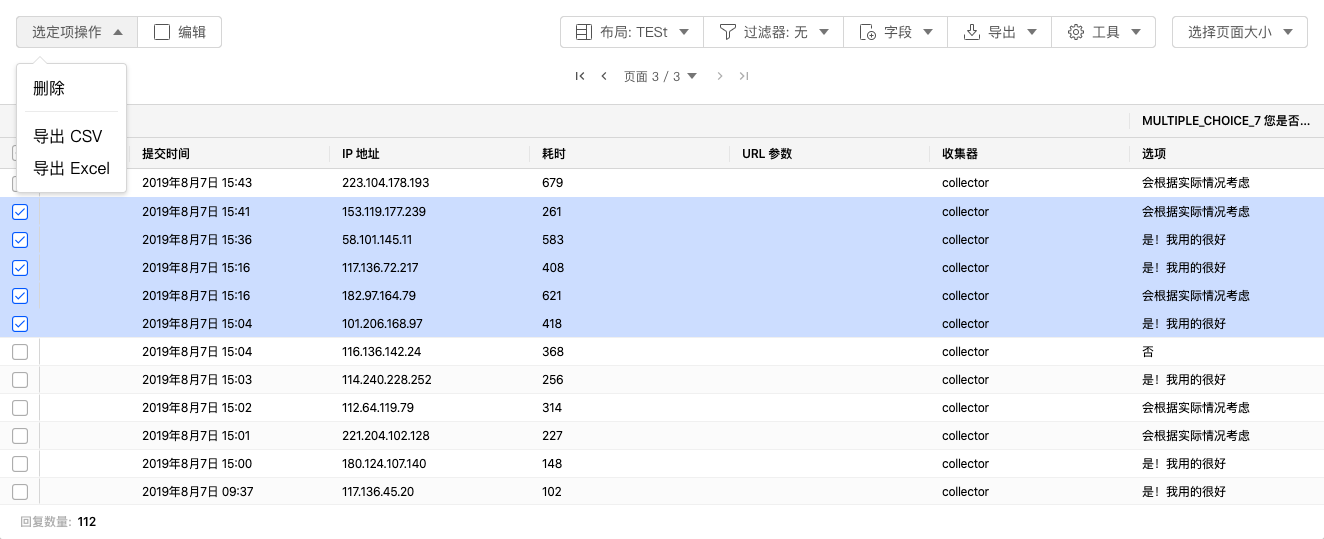 选定项操作 编辑 布局: TESt 过滤器: 无 字段 导出 工具 选择页面大小
页面 3 / 3
删除
导出 CSV
导出 Excel
MULTIPLE_CHOICE_7 您是否...
提交时间 IP 地址 耗时 URL 参数 收集器 选项
2019年8月7日 15:43 223.104.178.193 679 collector 会根据实际情况考虑
2019年8月7日 15:41 153.119.177.239 261 collector 会根据实际情况考虑
2019年8月7日 15:36 58.101.145.11 583 collector 是！我用的很好
2019年8月7日 15:16 117.136.72.217 408 collector 是！我用的很好
2019年8月7日 15:16 182.97.164.79 621 collector 会根据实际情况考虑
2019年8月7日 15:04 101.206.168.97 418 collector 是！我用的很好
2019年8月7日 15:04 116.136.142.24 368 collector 否
2019年8月7日 15:03 114.240.228.252 256 collector 是！我用的很好
2019年8月7日 15:02 112.64.119.79 314 collector 会根据实际情况考虑
2019年8月7日 15:01 221.204.102.128 227 collector 会根据实际情况考虑
2019年8月7日 15:00 180.124.107.140 148 collector 是！我用的很好
2019年8月7日 09:37 117.136.45.20 102 collector 是！我用的很好
回复数量: 112